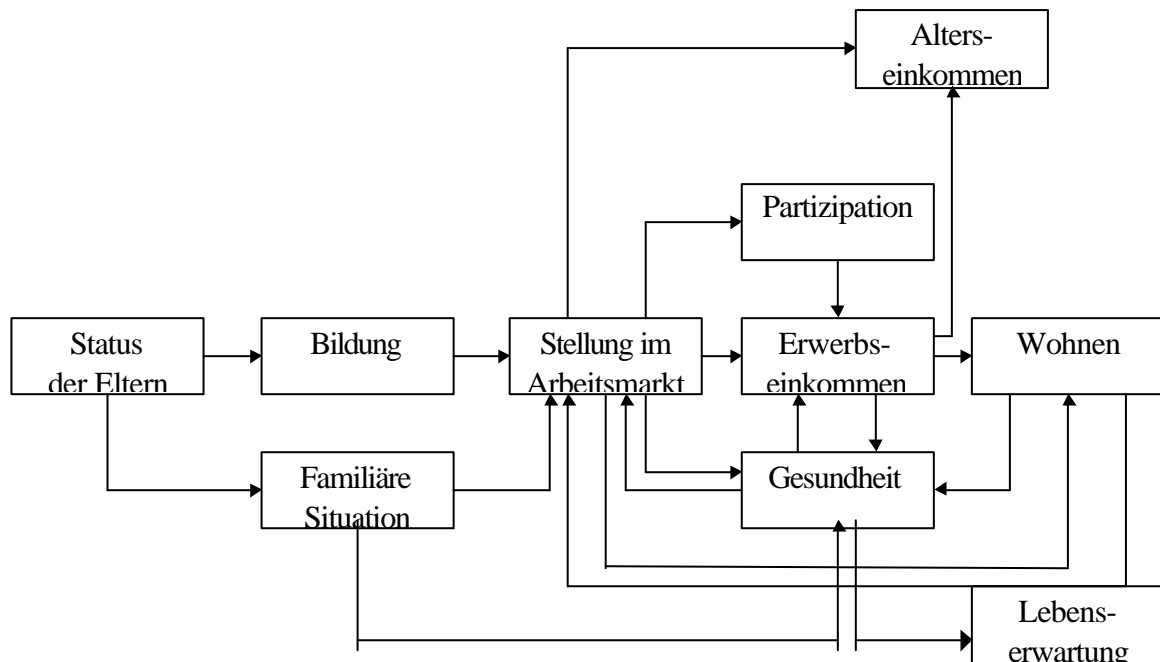 Alters-
einkommen
Partizipation
Status
der Eltern
Bildung
Stellung im
Arbeitsmarkt
Erwerbs-
einkommen
Wohnen
Familiäre
Situation
Gesundheit
Lebens-
erwartung